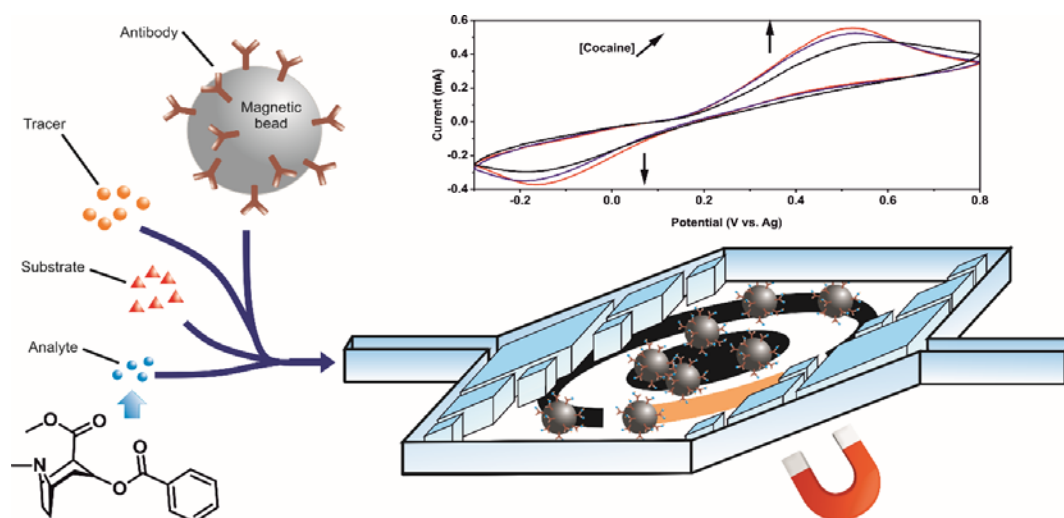 Antibody
Magnetic
bead
Tracer
Substrate
Analyte
O
O
N
O
O
0.6
0.4
0.2
0.0
-0.2
-0.4
Current (mA)
[Cocaine]
-0.2
0.0
0.2
0.4
0.6
0.8
Potential (V vs. Ag)